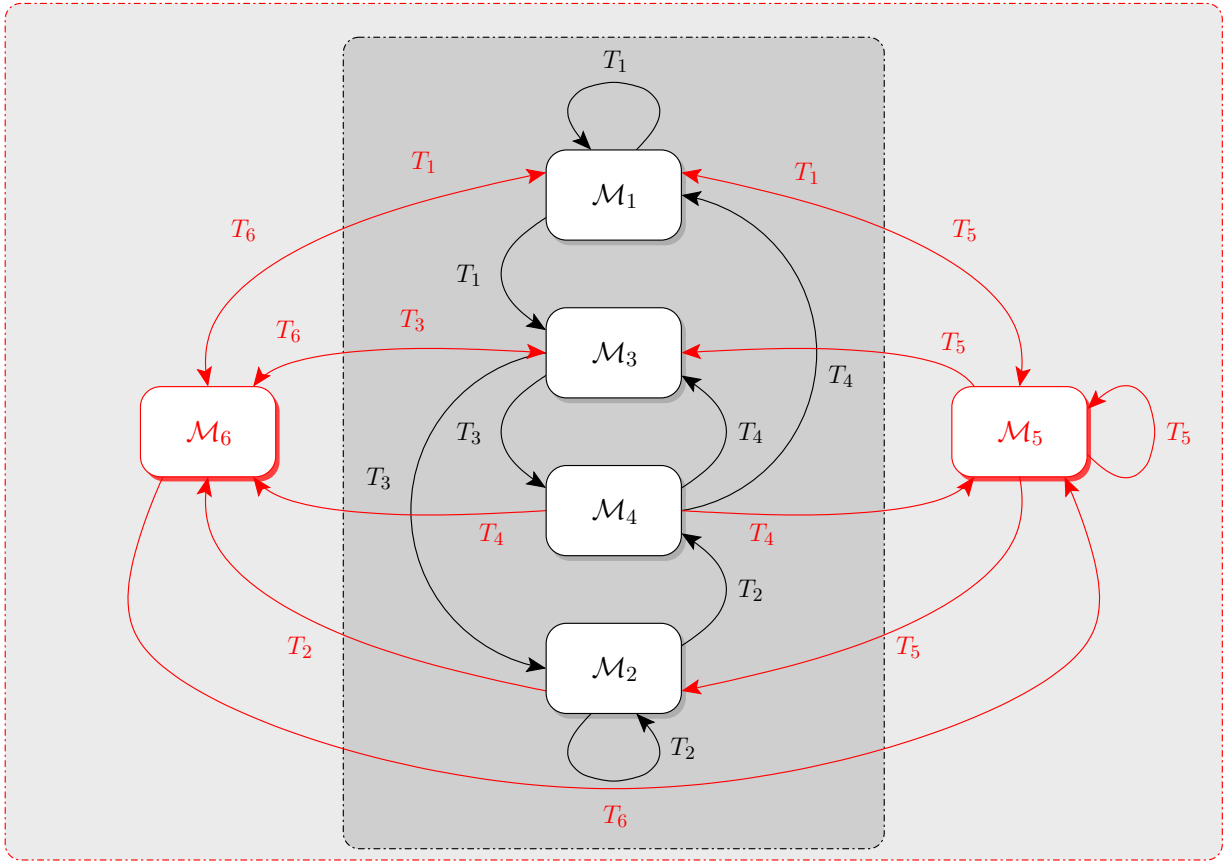 T₁
T₁
T₁
ℳ₁
T₆
T₅
T₁
T₃
T₆
T₅
ℳ₃
T₄
ℳ₆
T₃
T₄
ℳ₅
T₅
T₃
ℳ₄
T₄
T₄
T₂
T₂
T₅
ℳ₂
T₂
T₆